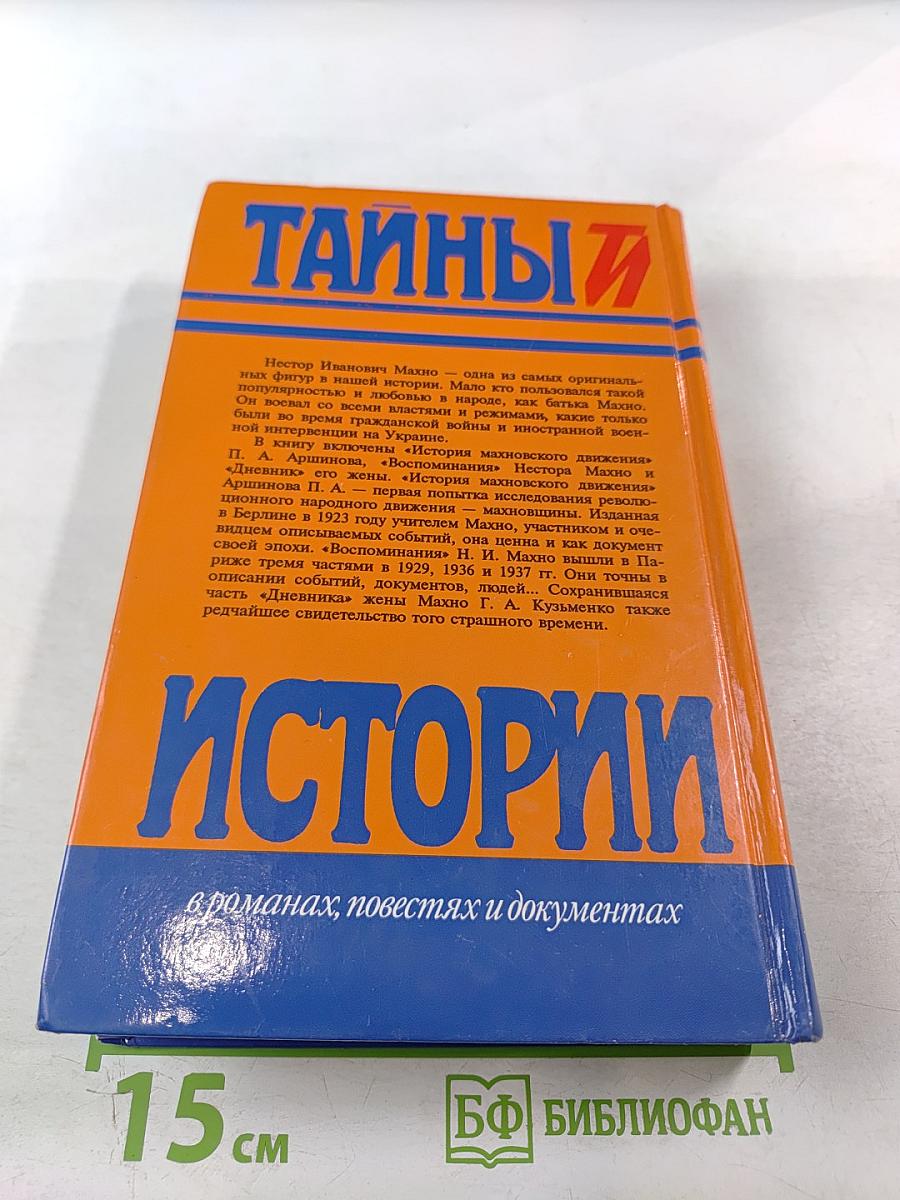 ТАЙНЫ ТИ
Нестор Иванович Махно — одна из самых оригиналь-
ных фигур в нашей истории. Мало кто пользовался такой
популярностью и любовью в народе, как батька Махно.
Он воевал со всеми властями и режимами, какие только
были во время гражданской войны и иностранной воен-
ной интервенции на Украине.
В книгу включены «История махновского движения»
П. А. Аршинова, «Воспоминания» Нестора Махно и
«Дневник» его жены. «История махновского движения»
Аршинова П. А. — первая попытка исследования револю-
ционного народного движения — махновщины. Изданная
в Берлине в 1923 году учителем Махно, участником и оче-
видцем описываемых событий, она ценна и как документ
своей эпохи. «Воспоминания» Н. И. Махно вышли в Па-
риже тремя частями в 1929, 1936 и 1937 гг. Они точны в
описании событий, документов, людей... Сохранившаяся
часть «Дневника» жены Махно Г. А. Кузьменко также
редчайшее свидетельство того страшного времени.
ИСТОРИИ
в романах, повестях и документах
15 см
БФ БИБЛИОФАН